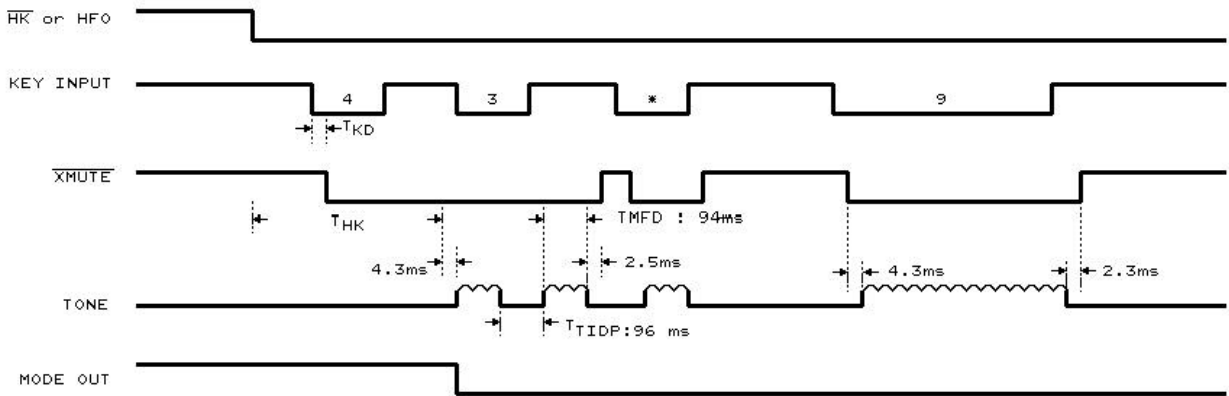 HK or HFO
KEY INPUT
4
3
*
9
TKD
XMUTE
THK
TMFD : 94ms
4.3ms
2.5ms
4.3ms
2.3ms
TONE
TTIDP:96 ms
MODE OUT